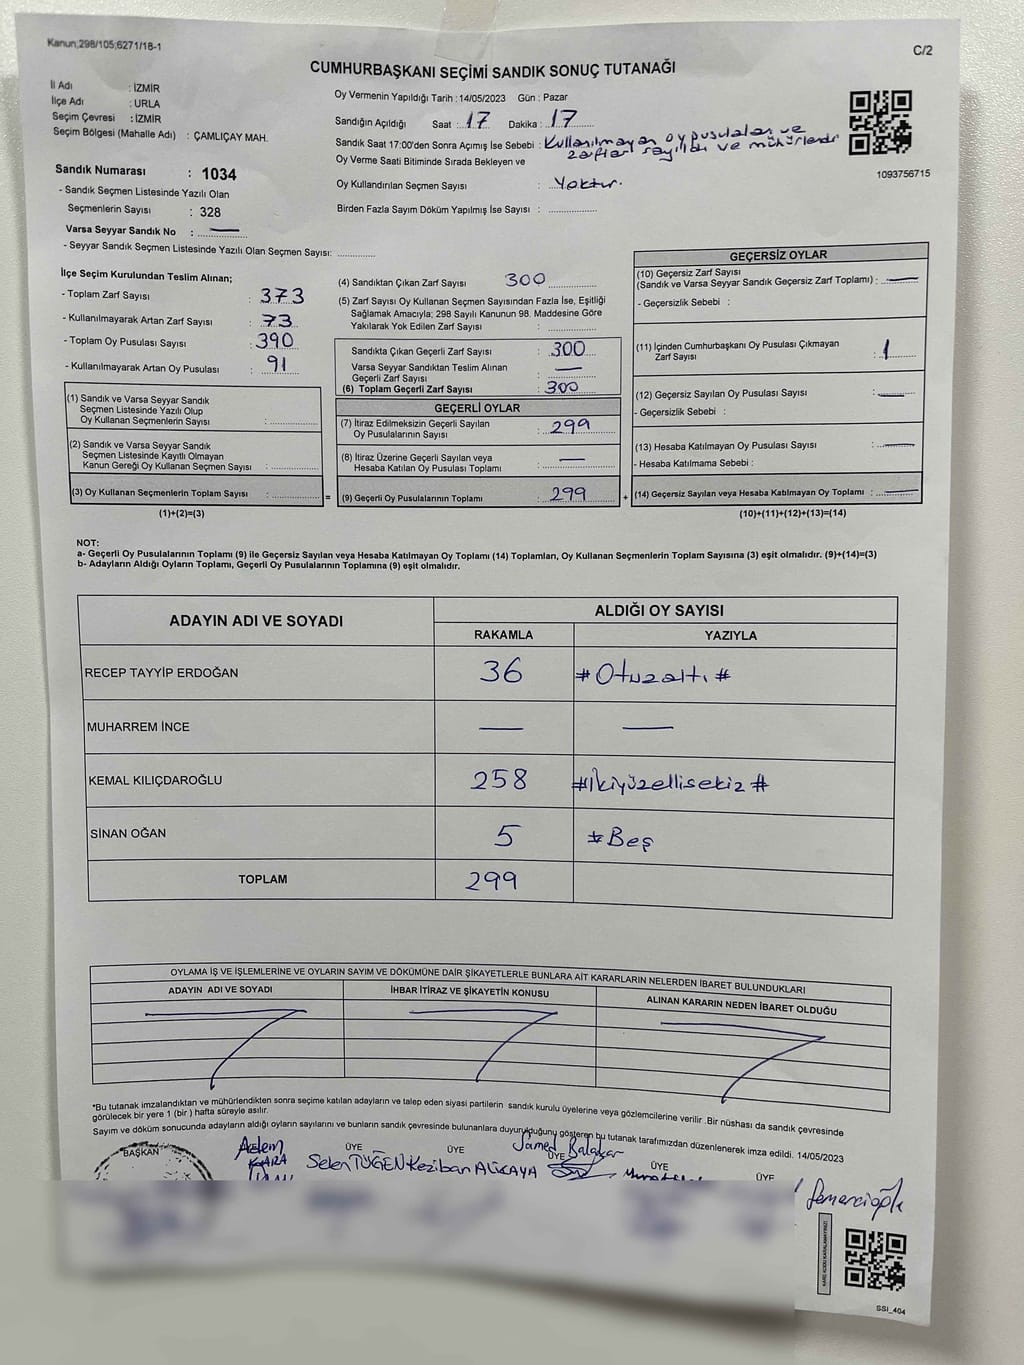 Kanun;298/105;6271/18-1
C/2
CUMHURBAŞKANI SEÇİMİ SANDIK SONUÇ TUTANAĞI
İl Adı : İZMİR
İlçe Adı : URLA
Seçim Çevresi : İZMİR
Seçim Bölgesi (Mahalle Adı) : ÇAMLIÇAY MAH.
Sandık Numarası : 1034
- Sandık Seçmen Listesinde Yazılı Olan
Seçmenlerin Sayısı : 328
Varsa Seyyar Sandık No : —
- Seyyar Sandık Seçmen Listesinde Yazılı Olan Seçmen Sayısı:
Oy Vermenin Yapıldığı Tarih : 14/05/2023 Gün : Pazar
Sandığın Açıldığı Saat : 17 Dakika : 17
Sandık Saat 17:00'den Sonra Açılmış İse Sebebi : Kullanılmayan oy pusulaları ve
zarfları sayıldı ve mühürlendi
Oy Verme Saati Bitiminde Sırada Bekleyen ve
Oy Kullandırılan Seçmen Sayısı : Yoktur.
Birden Fazla Sayım Döküm Yapılmış İse Sayısı :
1093756715
İlçe Seçim Kurulundan Teslim Alınan;
- Toplam Zarf Sayısı : 373
- Kullanılmayarak Artan Zarf Sayısı : 73
- Toplam Oy Pusulası Sayısı : 390
- Kullanılmayarak Artan Oy Pusulası : 91
(1) Sandık ve Varsa Seyyar Sandık
Seçmen Listesinde Yazılı Olup
Oy Kullanan Seçmenlerin Sayısı :
(2) Sandık ve Varsa Seyyar Sandık
Seçmen Listesinde Kayıtlı Olmayan
Kanun Gereği Oy Kullanan Seçmen Sayısı :
(3) Oy Kullanan Seçmenlerin Toplam Sayısı : =
(1)+(2)=(3)
(4) Sandıktan Çıkan Zarf Sayısı 300
(5) Zarf Sayısı Oy Kullanan Seçmen Sayısından Fazla İse, Eşitliği
Sağlamak Amacıyla; 298 Sayılı Kanunun 98. Maddesine Göre
Yakılarak Yok Edilen Zarf Sayısı :
Sandıkta Çıkan Geçerli Zarf Sayısı : 300
Varsa Seyyar Sandıktan Teslim Alınan
Geçerli Zarf Sayısı : —
(6) Toplam Geçerli Zarf Sayısı : 300
GEÇERLİ OYLAR
(7) İtiraz Edilmeksizin Geçerli Sayılan
Oy Pusulalarının Sayısı : 299
(8) İtiraz Üzerine Geçerli Sayılan veya
Hesaba Katılan Oy Pusulası Toplamı : —
(9) Geçerli Oy Pusulalarının Toplamı : 299 +
GEÇERSİZ OYLAR
(10) Geçersiz Zarf Sayısı
(Sandık ve Varsa Seyyar Sandık Geçersiz Zarf Toplamı) : —
- Geçersizlik Sebebi :
(11) İçinden Cumhurbaşkanı Oy Pusulası Çıkmayan
Zarf Sayısı : 1
(12) Geçersiz Sayılan Oy Pusulası Sayısı : —
- Geçersizlik Sebebi :
(13) Hesaba Katılmayan Oy Pusulası Sayısı : —
- Hesaba Katılmama Sebebi :
(14) Geçersiz Sayılan veya Hesaba Katılmayan Oy Toplamı : —
(10)+(11)+(12)+(13)=(14)
NOT:
a- Geçerli Oy Pusulalarının Toplamı (9) ile Geçersiz Sayılan veya Hesaba Katılmayan Oy Toplamı (14) Toplamları, Oy Kullanan Seçmenlerin Toplam Sayısına (3) eşit olmalıdır. (9)+(14)=(3)
b- Adayların Aldığı Oyların Toplamı, Geçerli Oy Pusulalarının Toplamına (9) eşit olmalıdır.
ADAYIN ADI VE SOYADI ALDIĞI OY SAYISI
RAKAMLA YAZIYLA
RECEP TAYYİP ERDOĞAN 36 #Otuzaltı#
MUHARREM İNCE — —
KEMAL KILIÇDAROĞLU 258 #İkiyüzellisekiz#
SİNAN OĞAN 5 #Beş
TOPLAM 299
OYLAMA İŞ VE İŞLEMLERİNE VE OYLARIN SAYIM VE DÖKÜMÜNE DAİR ŞİKAYETLERLE BUNLARA AİT KARARLARIN NELERDEN İBARET BULUNDUKLARI
ADAYIN ADI VE SOYADI İHBAR İTİRAZ VE ŞİKAYETİN KONUSU ALINAN KARARIN NEDEN İBARET OLDUĞU
*Bu tutanak imzalandıktan ve mühürlendikten sonra seçime katılan adayların ve talep eden siyasi partilerin sandık kurulu üyelerine veya gözlemcilerine verilir .Bir nüshası da sandık çevresinde
görülecek bir yere 1 (bir ) hafta süreyle asılır.
Sayım ve döküm sonucunda adayların aldığı oyların sayılarını ve bunların sandık çevresinde bulunanlara duyurulduğunu gösteren bu tutanak tarafımızdan düzenlenerek imza edildi. 14/05/2023
BAŞKAN ÜYE ÜYE ÜYE ÜYE ÜYE
Adem KARA
Selen TÜĞEN Keziban ALIKAYA Samed
SSI_404